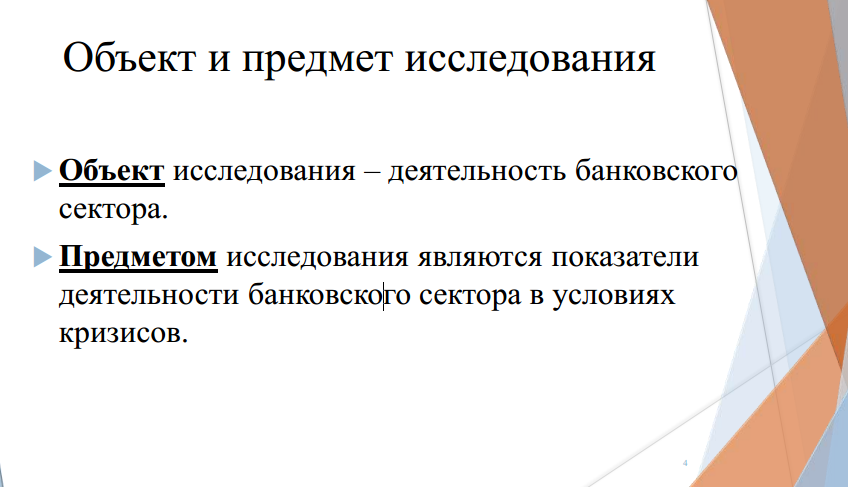 Объект и предмет исследования
Объект исследования – деятельность банковского
сектора.
Предметом исследования являются показатели
деятельности банковского сектора в условиях
кризисов.
4